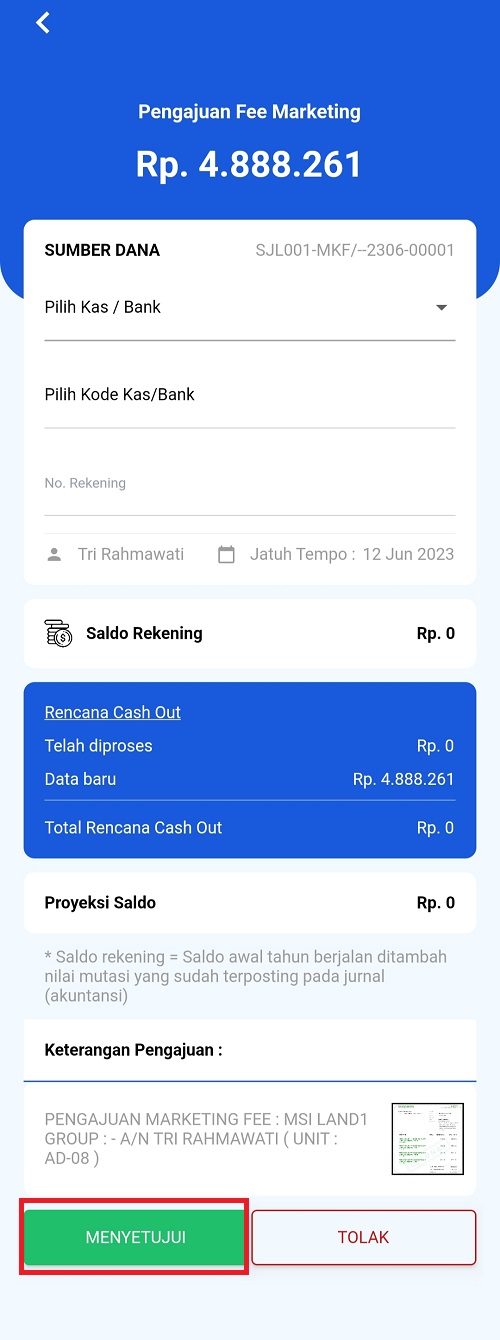 Pengajuan Fee Marketing
Rp. 4.888.261
SUMBER DANA SJL001-MKF/--2306-00001
Pilih Kas / Bank
Pilih Kode Kas/Bank
No. Rekening
Tri Rahmawati Jatuh Tempo : 12 Jun 2023
Saldo Rekening Rp. 0
Rencana Cash Out
Telah diproses Rp. 0
Data baru Rp. 4.888.261
Total Rencana Cash Out Rp. 0
Proyeksi Saldo Rp. 0
* Saldo rekening = Saldo awal tahun berjalan ditambah
nilai mutasi yang sudah terposting pada jurnal
(akuntansi)
Keterangan Pengajuan :
PENGAJUAN MARKETING FEE : MSI LAND1
GROUP : - A/N TRI RAHMAWATI ( UNIT :
AD-08 )
MENYETUJUI TOLAK